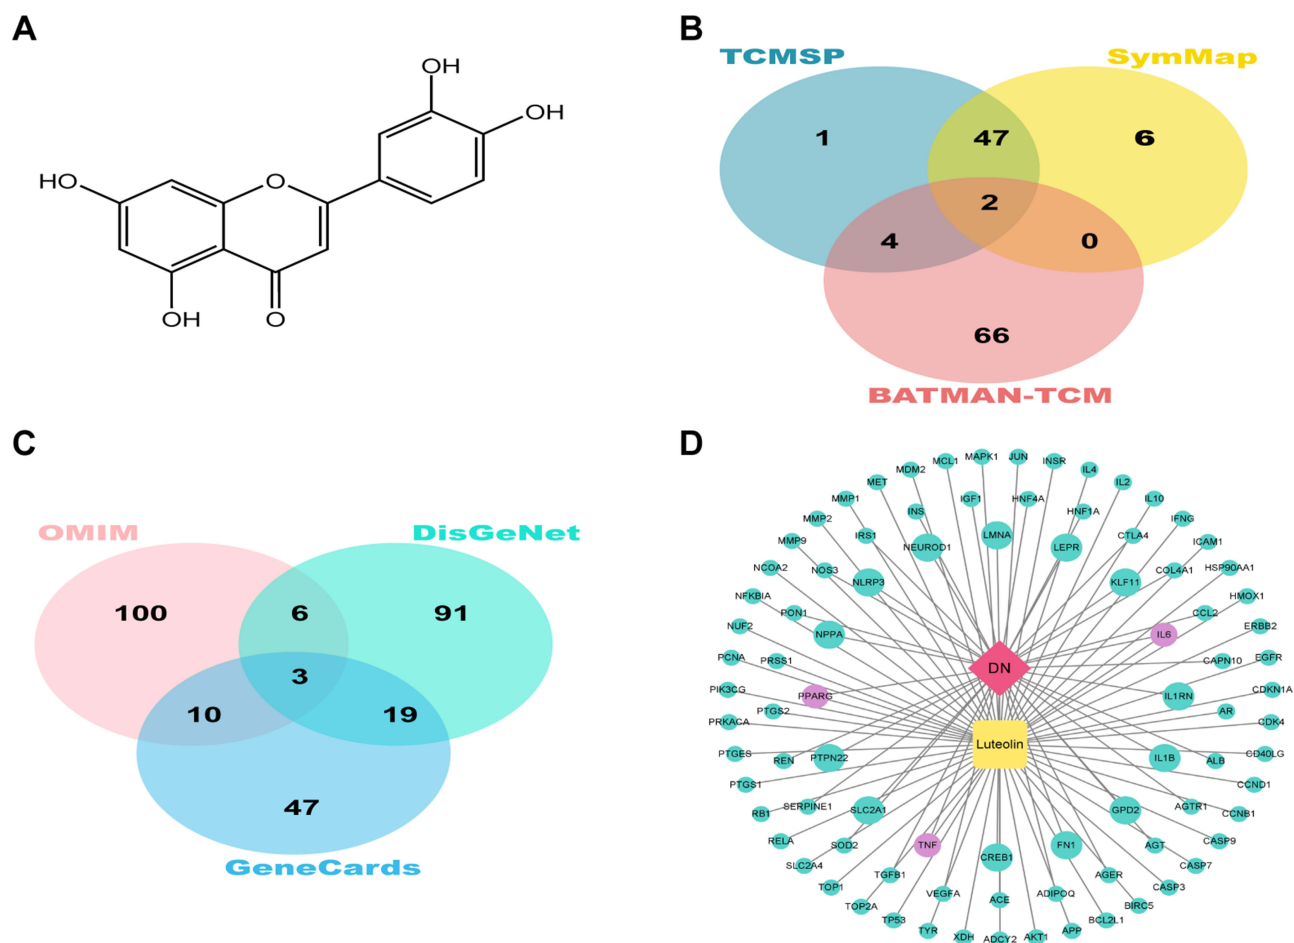 A
OH
OH
HO
O
OH
O
B
TCMSP
SymMap
1
47
6
2
4
0
66
BATMAN-TCM
C
OMIM
DisGeNet
100
6
91
3
10
19
47
GeneCards
D
MAPK1
JUN
MCL1
INSR
MDM2
IL4
MET
IL2
MMP1
IGF1
HNF4A
IL10
INS
HNF1A
MMP2
IFNG
IRS1
LMNA
CTLA4
MMP9
NEUROD1
LEPR
ICAM1
NCOA2
NOS3
COL4A1
HSP90AA1
NLRP3
KLF11
NFKBIA
HMOX1
PON1
CCL2
NUF2
NPPA
IL6
ERBB2
PCNA
PRSS1
DN
CAPN10
EGFR
PIK3CG
PPARG
IL1RN
CDKN1A
PTGS2
AR
PRKACA
CDK4
Luteolin
PTGES
REN
PTPN22
IL1B
ALB
CD40LG
PTGS1
CCND1
RB1
SERPINE1
SLC2A1
GPD2
AGTR1
CCNB1
RELA
SOD2
TNF
FN1
AGT
CASP9
SLC2A4
CREB1
CASP7
TGFB1
AGER
TOP1
CASP3
VEGFA
ACE
ADIPOQ
TOP2A
BIRC5
TP53
BCL2L1
TYR
XDH
ADCY2
AKT1
APP